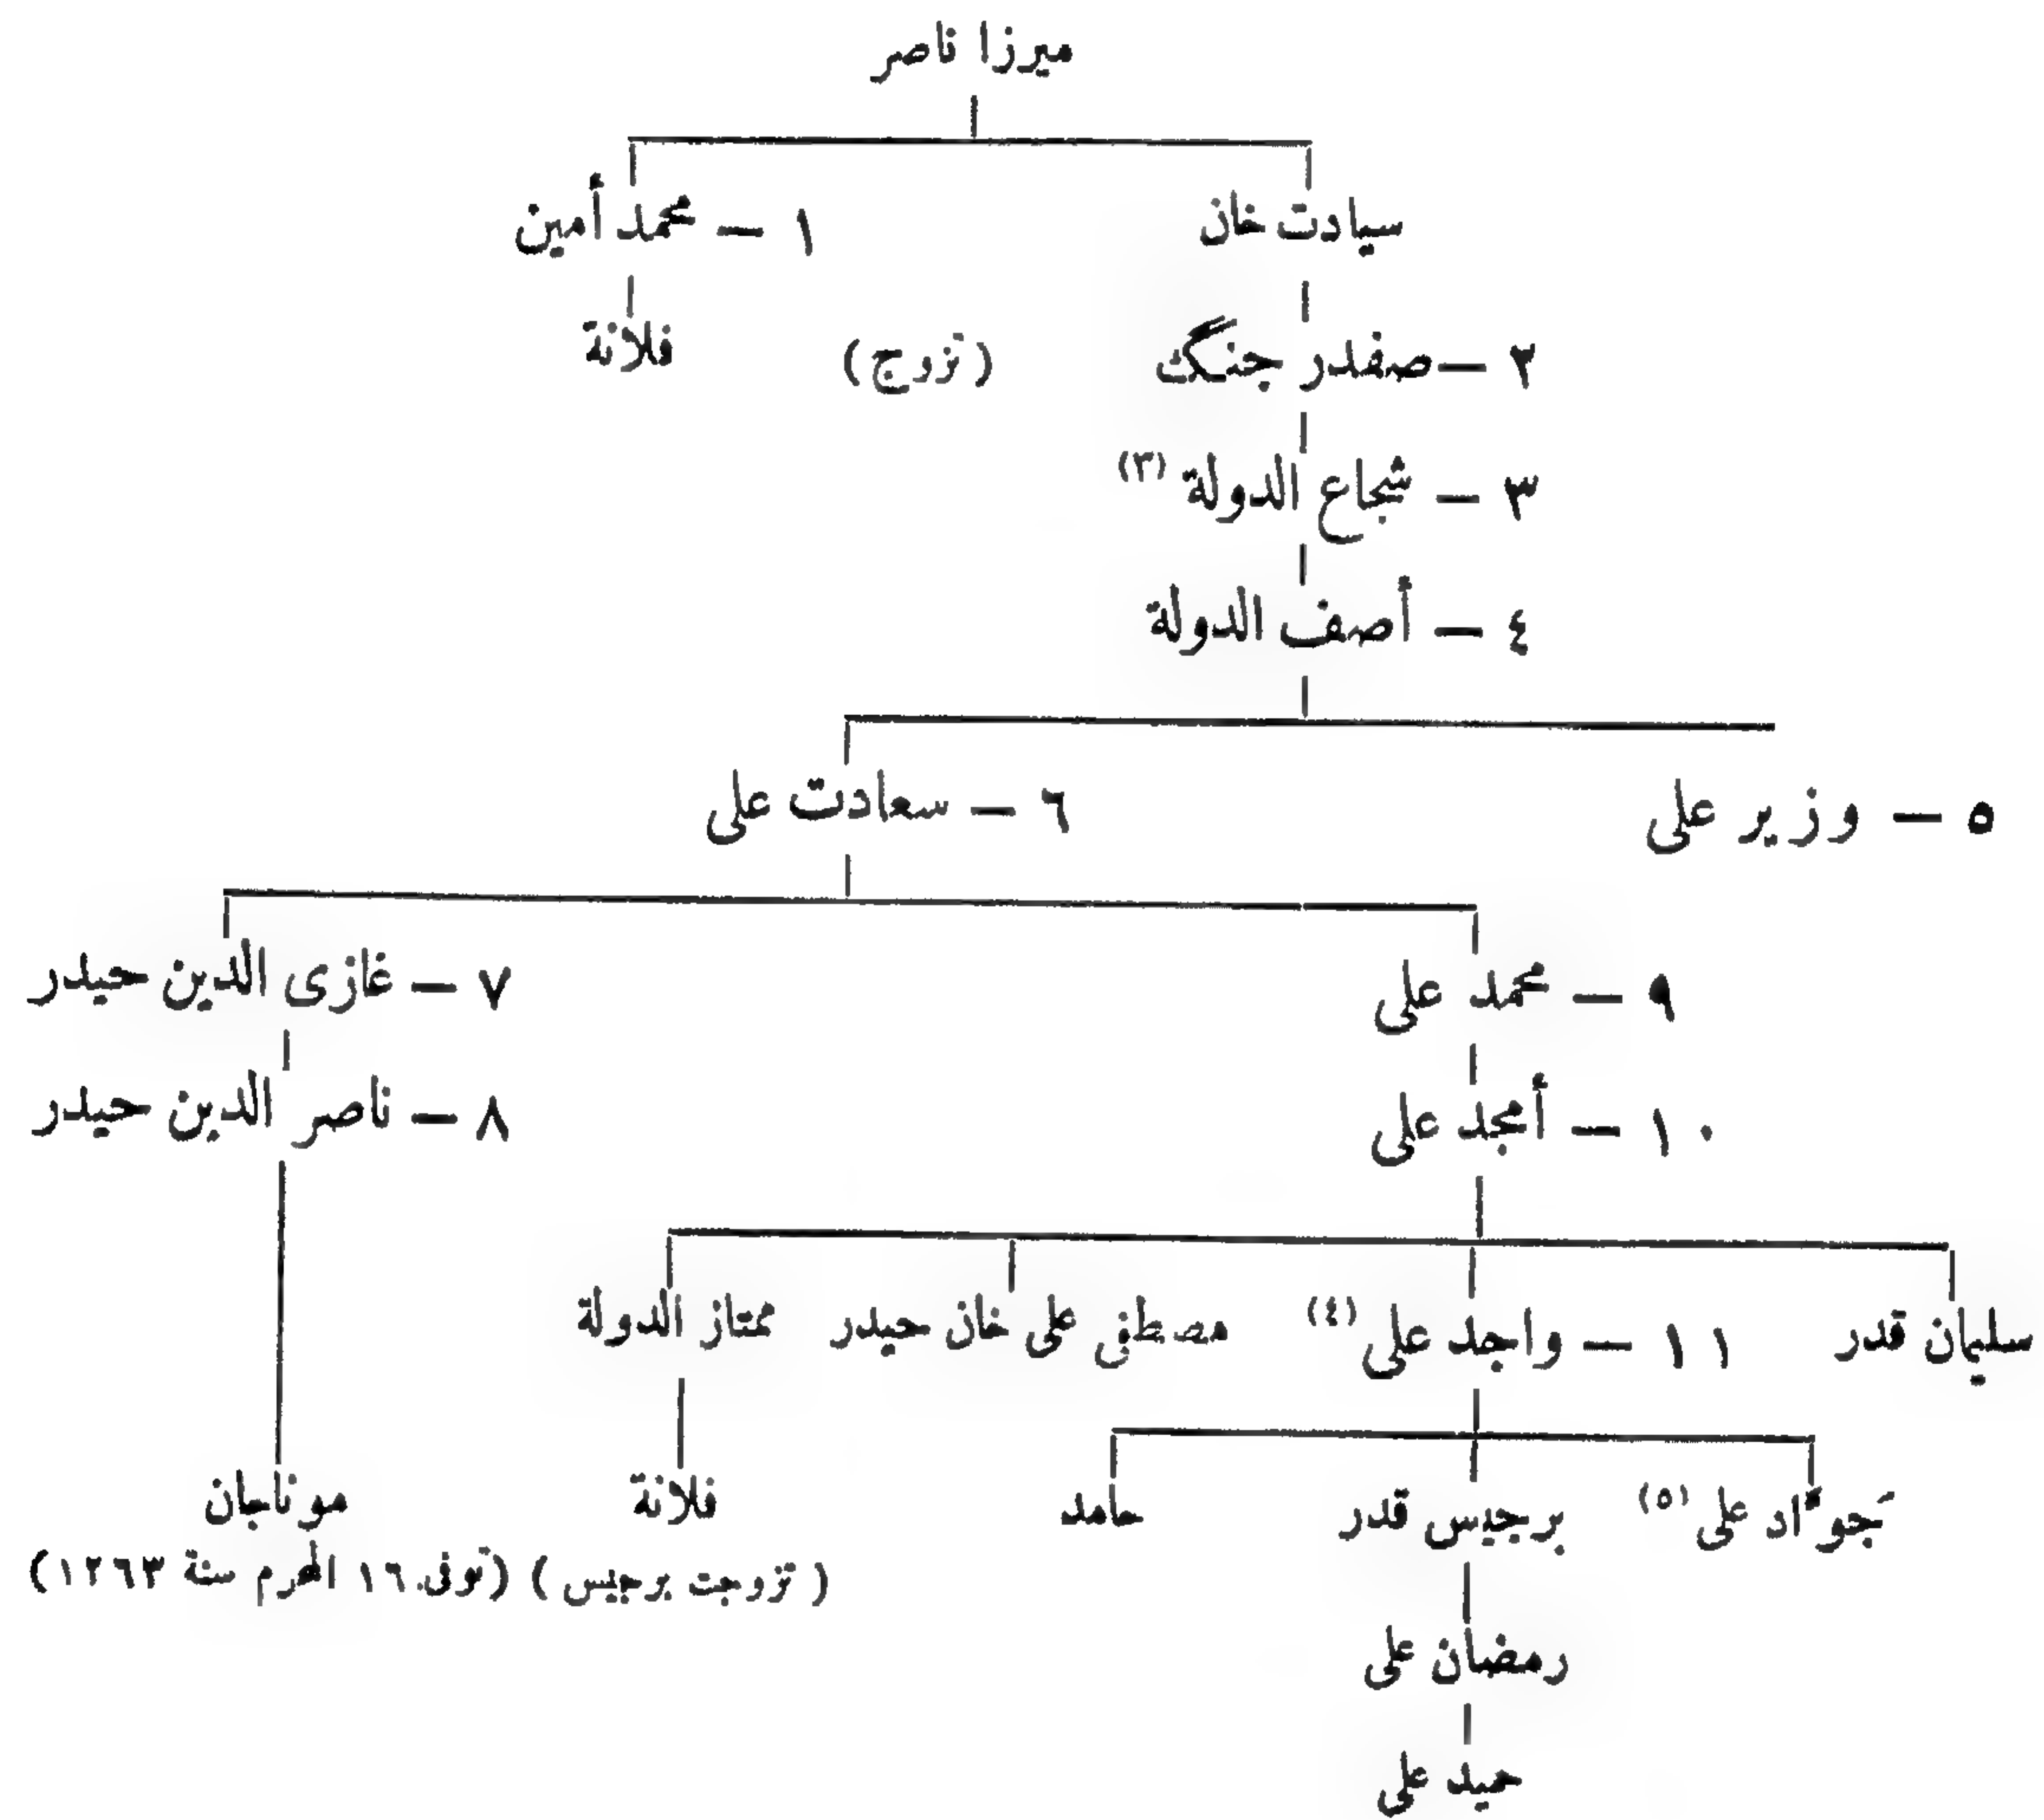 ميرزا ناصر
سيادت خان
١ – محمد أمين
٢ – صفدر جنگ
(تزوج)
فلانة
٣ – شجاع الدولة (٣)
٤ – أصف الدولة
٥ – وزير على
٦ – سعادت على
٩ – محمد على
٧ – غازى الدين حيدر
١٠ – أمجد على
٨ – ناصر الدين حيدر
سليمان قدر
١١ – واجد على (٤)
مصطفى على خان حيدر
ممتاز الدولة
جَوّاد على (٥)
برجيس قدر
حامد
فلانة
موناجان
(تزوجت برجيس)
(توفى ١٦ المحرم سنة ١٢٦٣)
رمضان على
حيد على